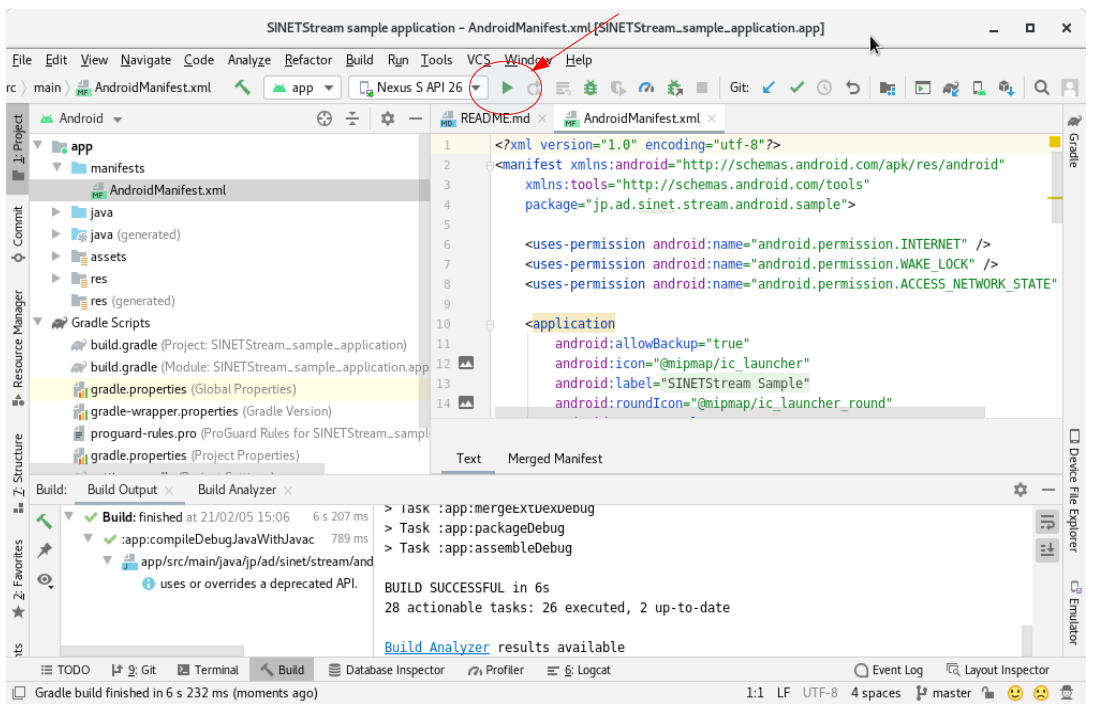 SINETStream sample application – AndroidManifest.xml [SINETStream_sample_application.app]
File Edit View Navigate Code Analyze Refactor Build Run Tools VCS Window Help
rc main AndroidManifest.xml app Nexus S API 26 Git:
1: Project
Commit
Resource Manager
7: Structure
2: Favorites
Android
app
manifests
AndroidManifest.xml
java
java (generated)
assets
res
res (generated)
Gradle Scripts
build.gradle (Project: SINETStream_sample_application)
build.gradle (Module: SINETStream_sample_application.app
gradle.properties (Global Properties)
gradle-wrapper.properties (Gradle Version)
proguard-rules.pro (ProGuard Rules for SINETStream_sampl
gradle.properties (Project Properties)
README.md AndroidManifest.xml
1 <?xml version="1.0" encoding="utf-8"?>
2 <manifest xmlns:android="http://schemas.android.com/apk/res/android"
3 xmlns:tools="http://schemas.android.com/tools"
4 package="jp.ad.sinet.stream.android.sample">
5
6 <uses-permission android:name="android.permission.INTERNET" />
7 <uses-permission android:name="android.permission.WAKE_LOCK" />
8 <uses-permission android:name="android.permission.ACCESS_NETWORK_STATE"
9
10 <application
11 android:allowBackup="true"
12 android:icon="@mipmap/ic_launcher"
13 android:label="SINETStream Sample"
14 android:roundIcon="@mipmap/ic_launcher_round"
Text Merged Manifest
Gradle
Device File Explorer
Emulator
Build: Build Output Build Analyzer
Build: finished at 21/02/05 15:06 6 s 207 ms
:app:compileDebugJavaWithJavac 789 ms
app/src/main/java/jp/ad/sinet/stream/and
uses or overrides a deprecated API.
> Task :app:mergeExtDexDebug
> Task :app:packageDebug
> Task :app:assembleDebug
BUILD SUCCESSFUL in 6s
28 actionable tasks: 26 executed, 2 up-to-date
Build Analyzer results available
TODO 9: Git Terminal Build Database Inspector Profiler 6: Logcat Event Log Layout Inspector
Gradle build finished in 6 s 232 ms (moments ago) 1:1 LF UTF-8 4 spaces master